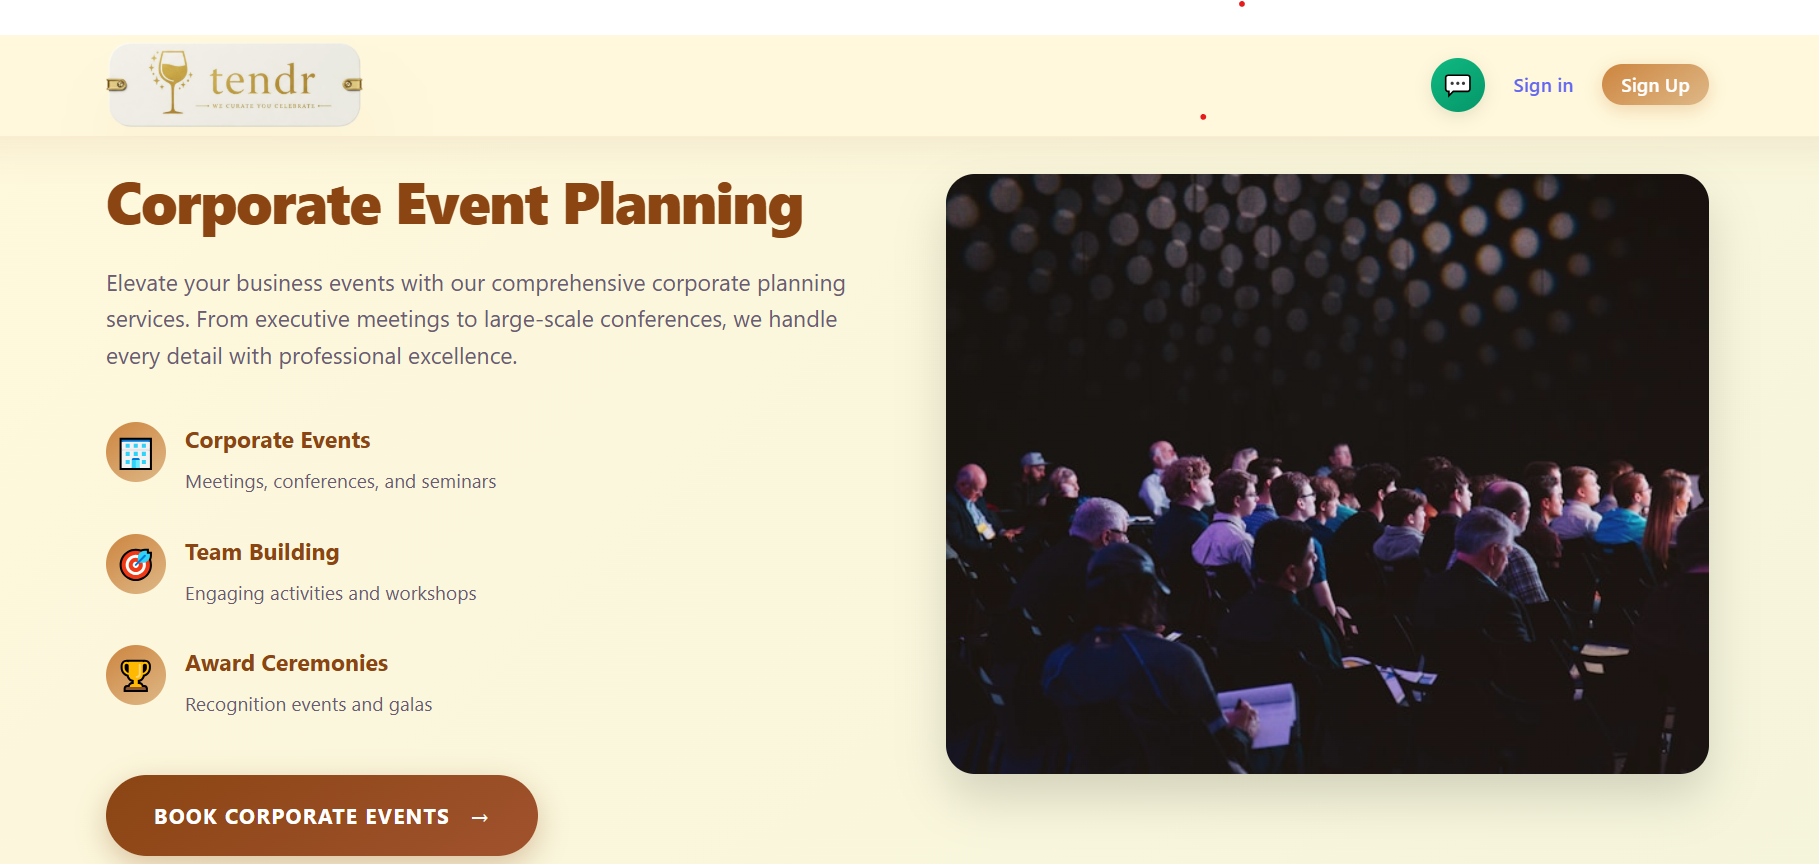 tendr
WE CURATE YOU CELEBRATE
Sign in
Sign Up
Corporate Event Planning
Elevate your business events with our comprehensive corporate planning
services. From executive meetings to large-scale conferences, we handle
every detail with professional excellence.
Corporate Events
Meetings, conferences, and seminars
Team Building
Engaging activities and workshops
Award Ceremonies
Recognition events and galas
BOOK CORPORATE EVENTS →